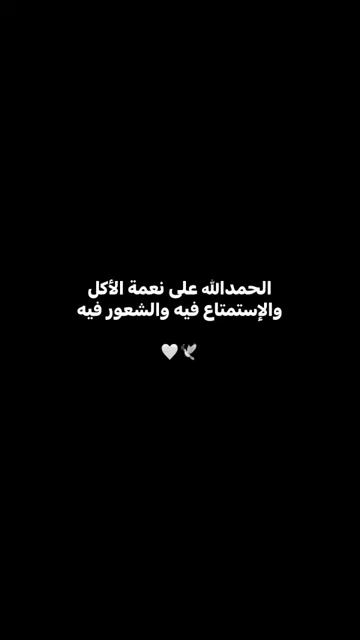 الحمدالله على نعمة الأكل
والإستمتاع فيه والشعور فيه
🤍🕊